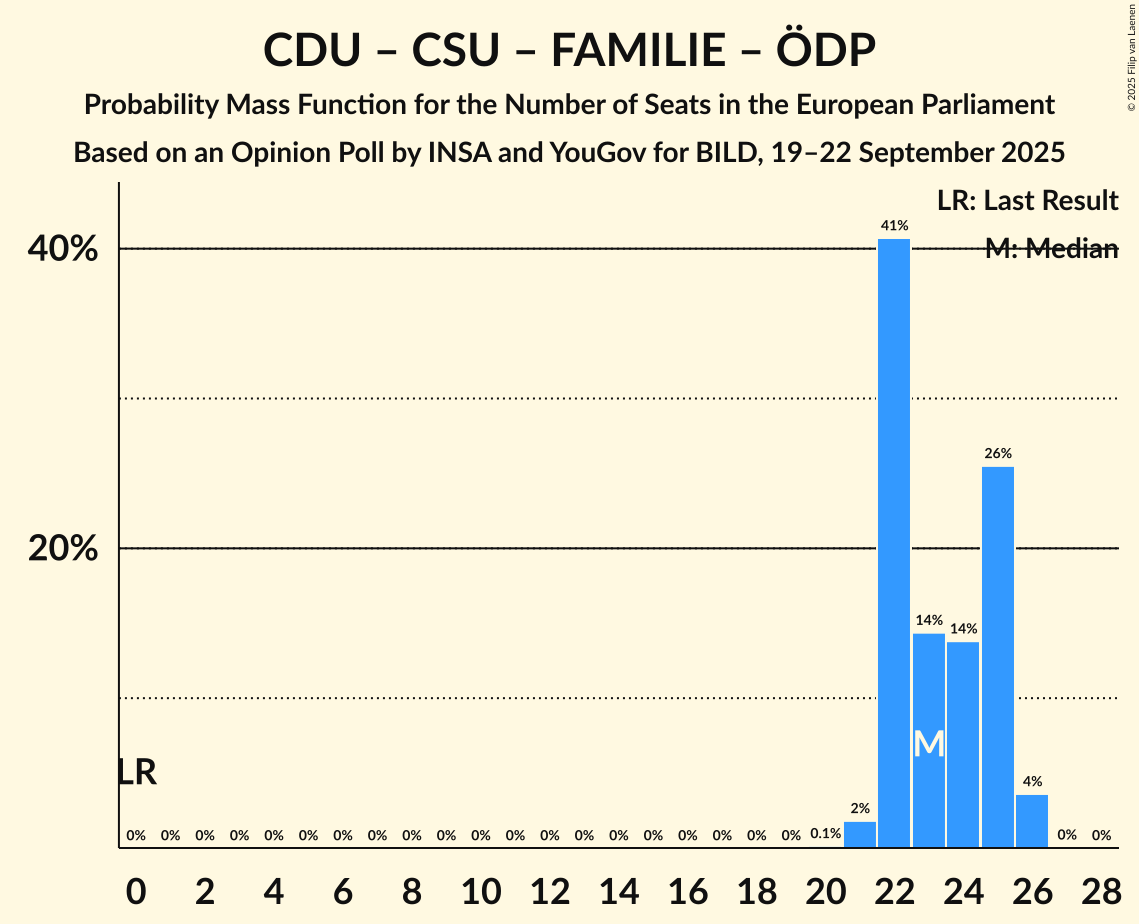 CDU – CSU – FAMILIE – ÖDP
Probability Mass Function for the Number of Seats in the European Parliament
Based on an Opinion Poll by INSA and YouGov for BILD, 19–22 September 2025
© 2025 Filip van Laenen
LR: Last Result
M: Median
40%
20%
41%
26%
14%
14%
M
LR
4%
2%
0% 0% 0% 0% 0% 0% 0% 0% 0% 0% 0% 0% 0% 0% 0% 0% 0% 0% 0% 0% 0.1% 0% 0%
0 2 4 6 8 10 12 14 16 18 20 22 24 26 28